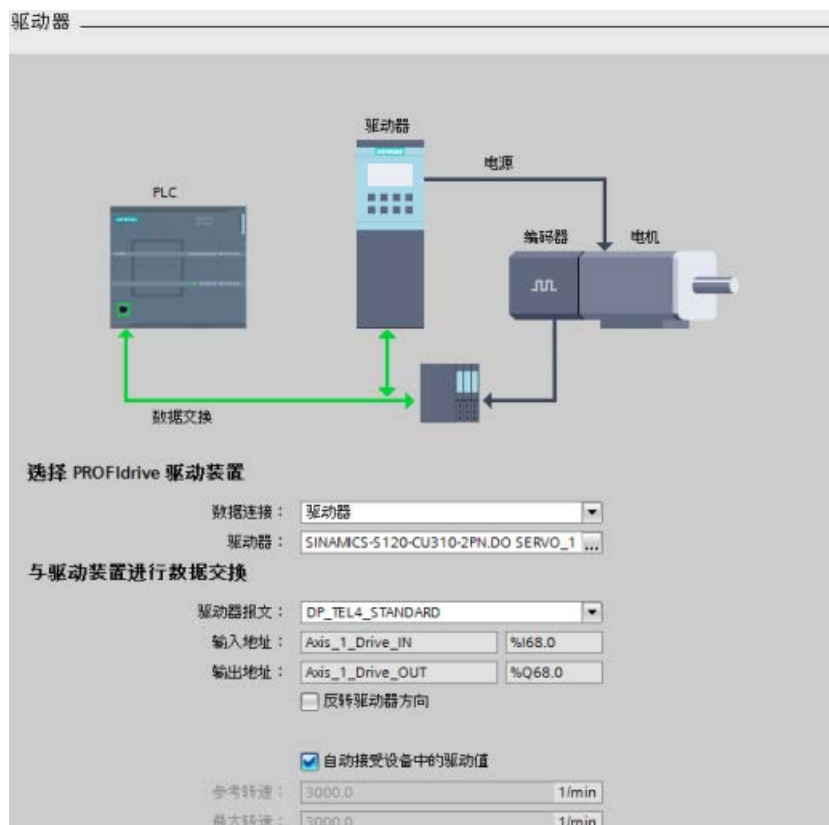 驱动器
驱动器
电源
PLC
编码器
电机
数据交换
选择 PROFIdrive 驱动装置
数据连接： 驱动器
驱动器： SINAMICS-S120-CU310-2PN.DO SERVO_1 ...
与驱动装置进行数据交换
驱动器报文： DP_TEL4_STANDARD
输入地址： Axis_1_Drive_IN %I68.0
输出地址： Axis_1_Drive_OUT %Q68.0
反转驱动器方向
自动接受设备中的驱动值
参考转速： 3000.0 1/min
最大转速： 3000.0 1/min